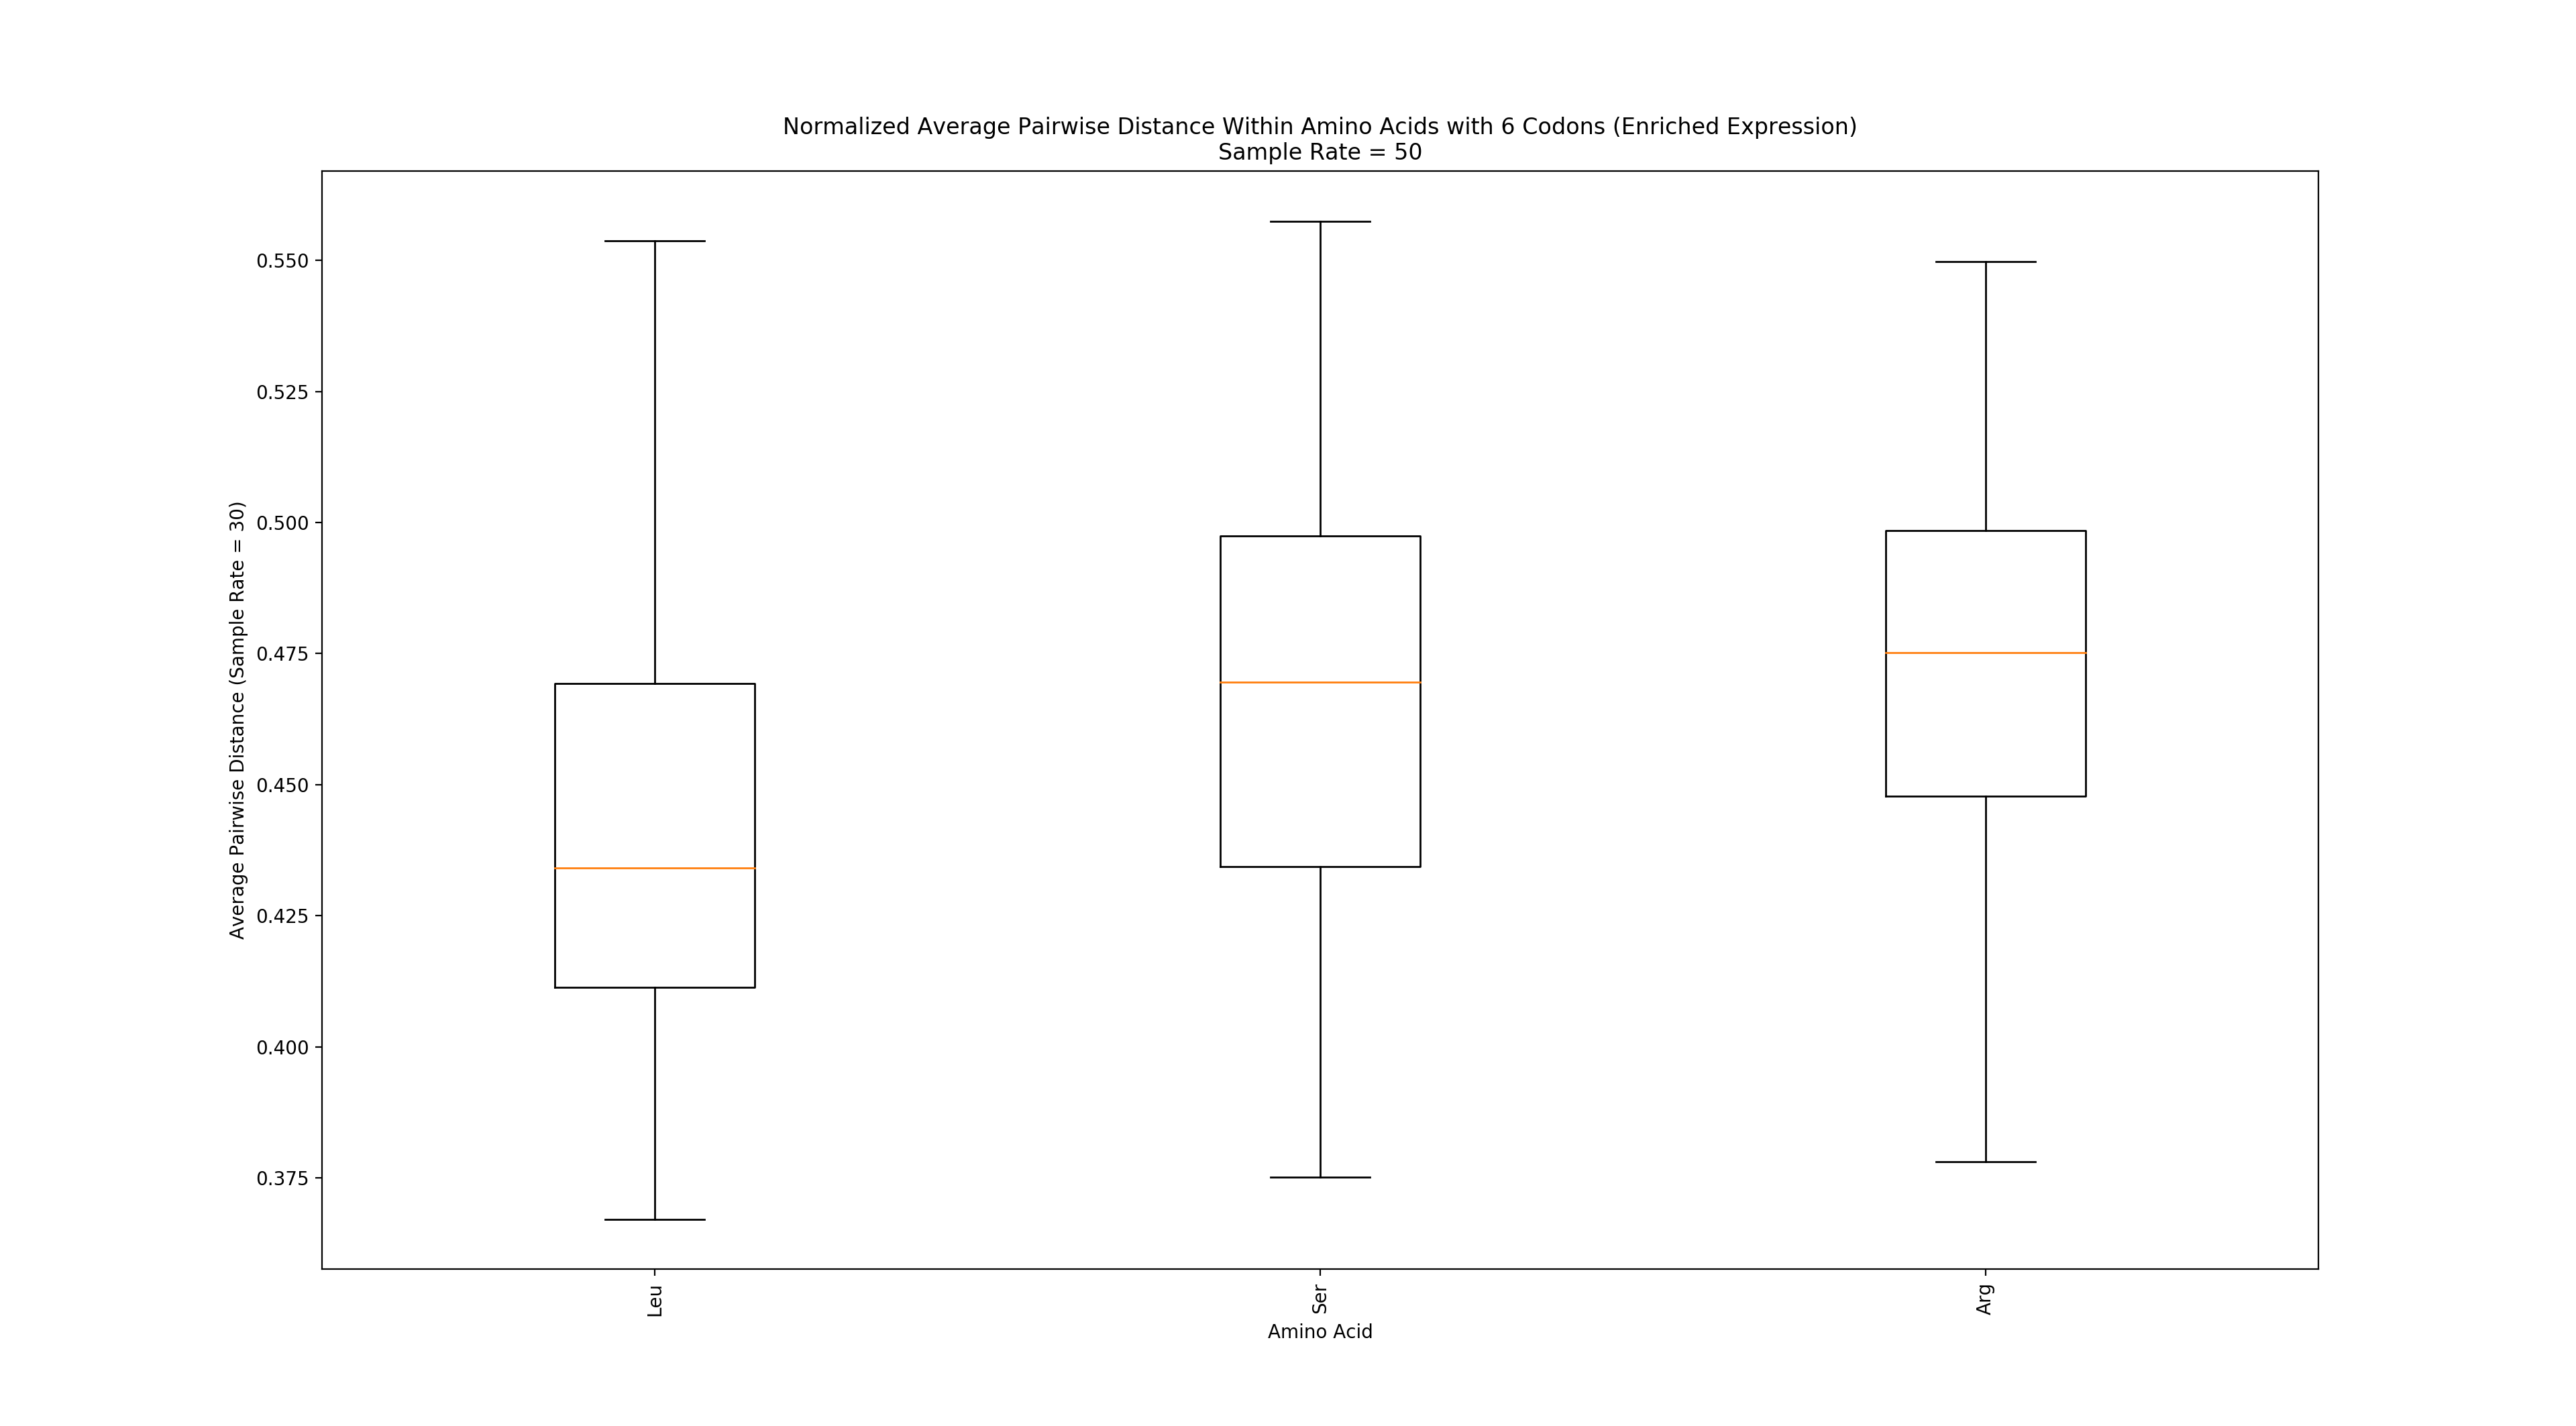 Normalized Average Pairwise Distance Within Amino Acids with 6 Codons (Enriched Expression)
Sample Rate = 50
Average Pairwise Distance (Sample Rate = 30)
0.550
0.525
0.500
0.475
0.450
0.425
0.400
0.375
Leu
Ser
Arg
Amino Acid